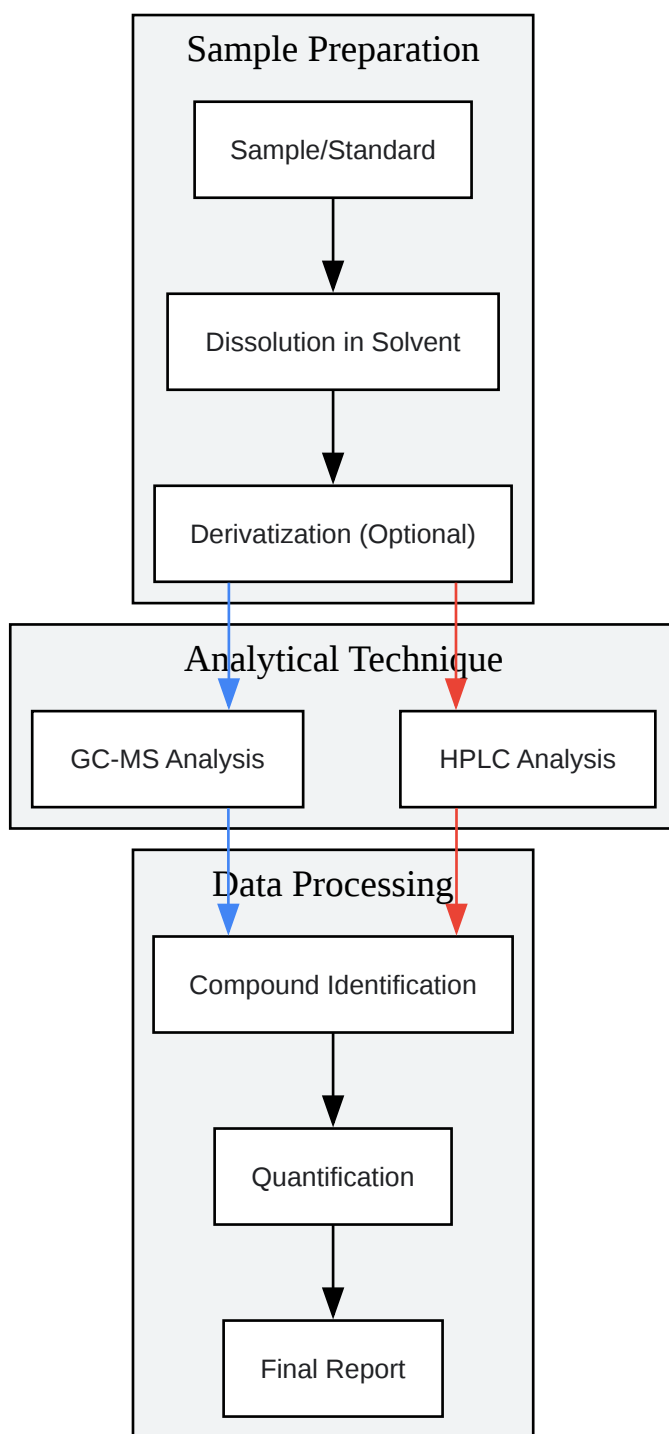 Sample Preparation
Sample/Standard
Dissolution in Solvent
Derivatization (Optional)
Analytical Technique
GC-MS Analysis
HPLC Analysis
Data Processing
Compound Identification
Quantification
Final Report